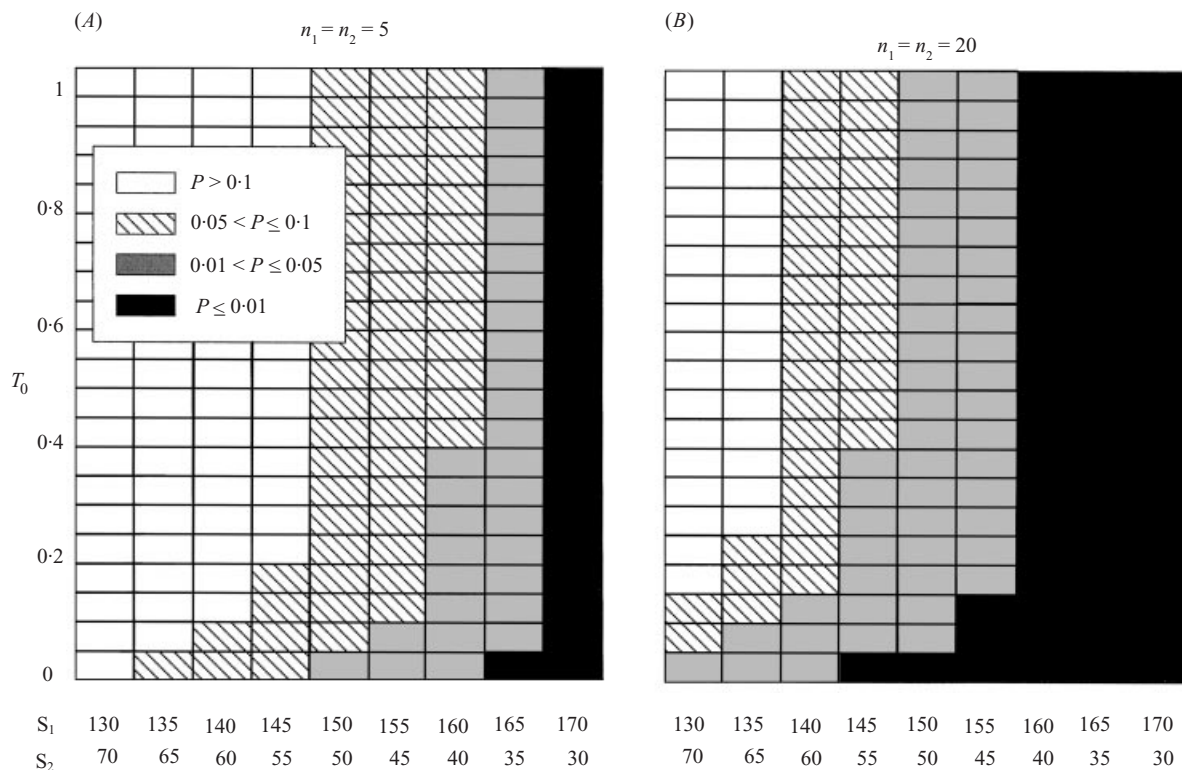 (A)
n1 = n2 = 5
(B)
n1 = n2 = 20
1
0·8
0·6
T0
0·4
0·2
0
P > 0·1
0·05 < P ≤ 0·1
0·01 < P ≤ 0·05
P ≤ 0·01
S1 130 135 140 145 150 155 160 165 170
S2 70 65 60 55 50 45 40 35 30
130 135 140 145 150 155 160 165 170
70 65 60 55 50 45 40 35 30